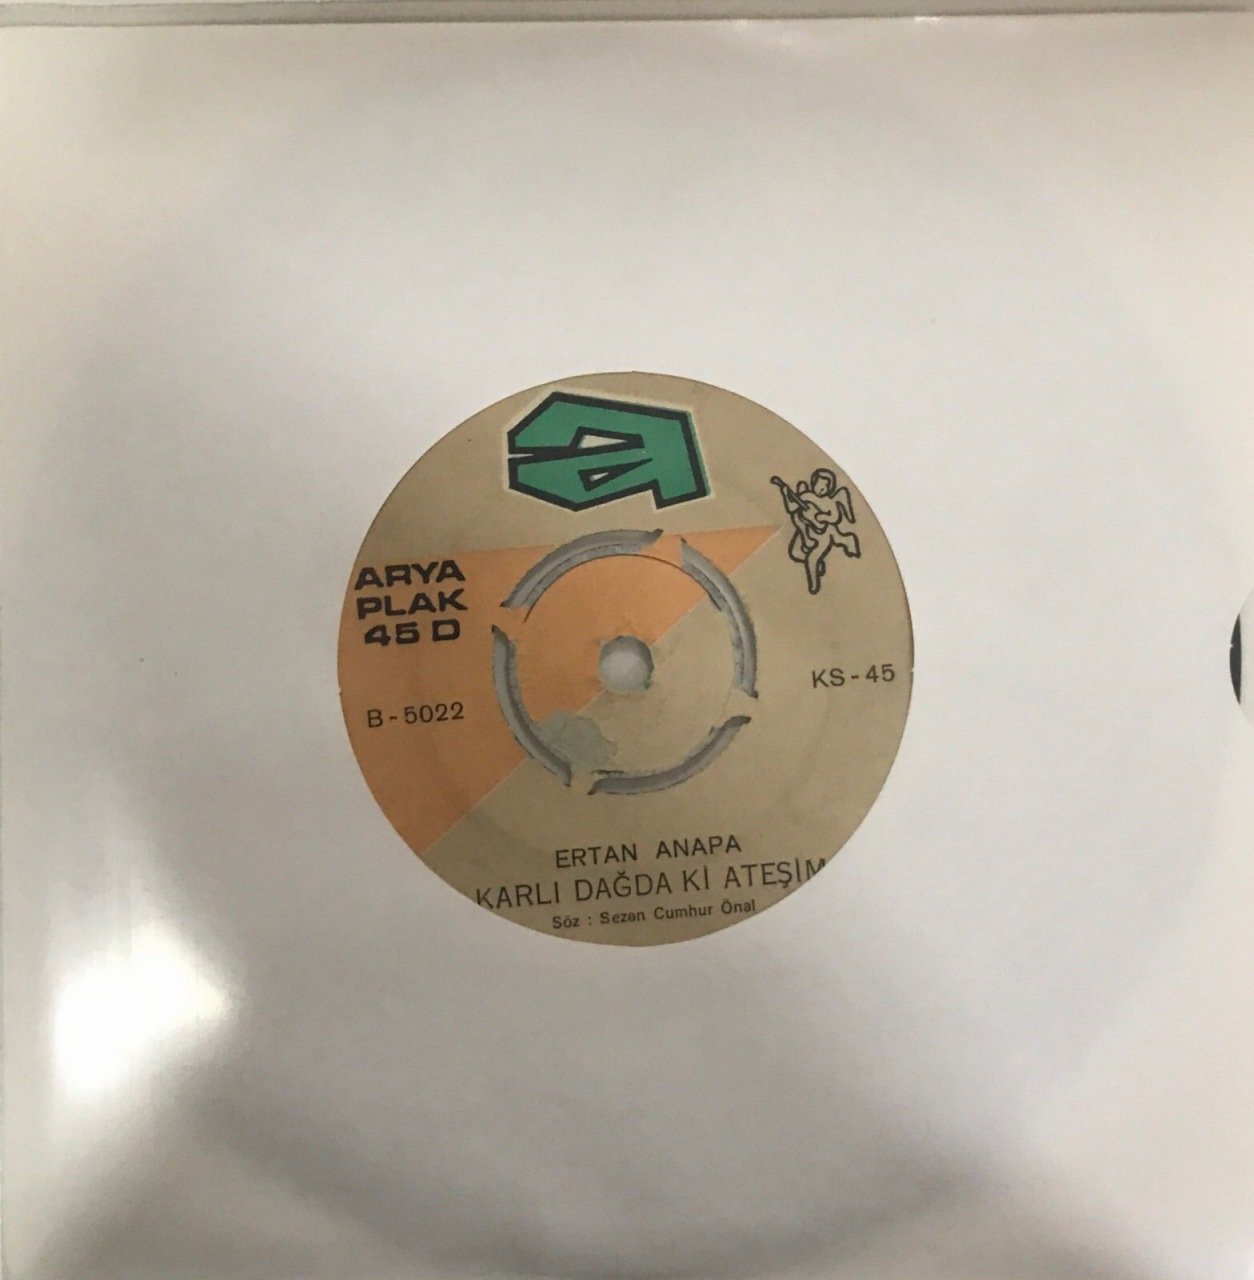 ARYA
PLAK
45 D
B - 5022
KS - 45
ERTAN ANAPA
KARLI DAĞDA Kİ ATEŞİM
Söz : Sezen Cumhur Önal